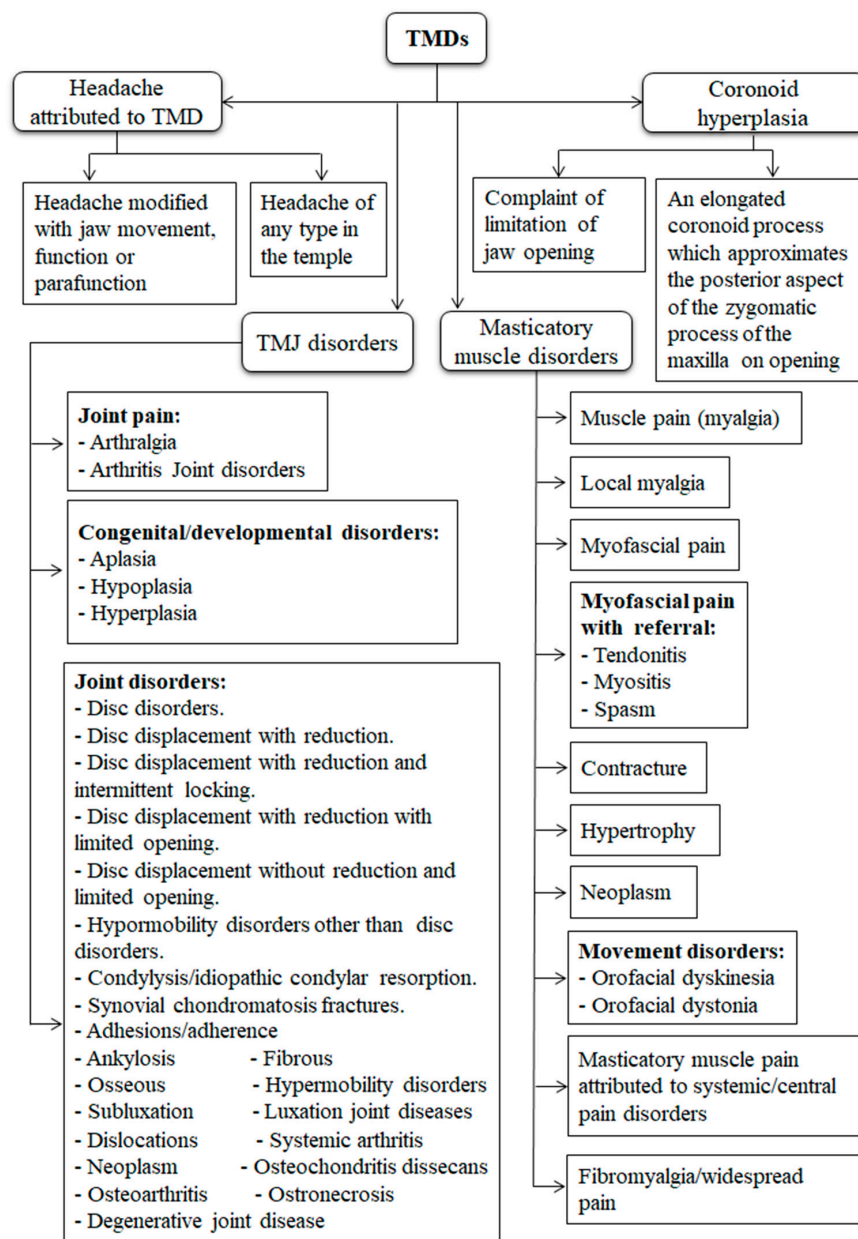 TMDs
Headache
attributed to TMD
Coronoid
hyperplasia
Headache modified
with jaw movement,
function or
parafunction
Headache of
any type in
the temple
Complaint of
limitation of
jaw opening
An elongated
coronoid process
which approximates
the posterior aspect
of the zygomatic
process of the
maxilla on opening
TMJ disorders
Masticatory
muscle disorders
Joint pain:
- Arthralgia
- Arthritis Joint disorders
Congenital/developmental disorders:
- Aplasia
- Hypoplasia
- Hyperplasia
Joint disorders:
- Disc disorders.
- Disc displacement with reduction.
- Disc displacement with reduction and
intermittent locking.
- Disc displacement with reduction with
limited opening.
- Disc displacement without reduction and
limited opening.
- Hypormobility disorders other than disc
disorders.
- Condylysis/idiopathic condylar resorption.
- Synovial chondromatosis fractures.
- Adhesions/adherence
- Ankylosis - Fibrous
- Osseous - Hypermobility disorders
- Subluxation - Luxation joint diseases
- Dislocations - Systemic arthritis
- Neoplasm - Osteochondritis dissecans
- Osteoarthritis - Ostronecrosis
- Degenerative joint disease
Muscle pain (myalgia)
Local myalgia
Myofascial pain
Myofascial pain
with referral:
- Tendonitis
- Myositis
- Spasm
Contracture
Hypertrophy
Neoplasm
Movement disorders:
- Orofacial dyskinesia
- Orofacial dystonia
Masticatory muscle pain
attributed to systemic/central
pain disorders
Fibromyalgia/widespread
pain